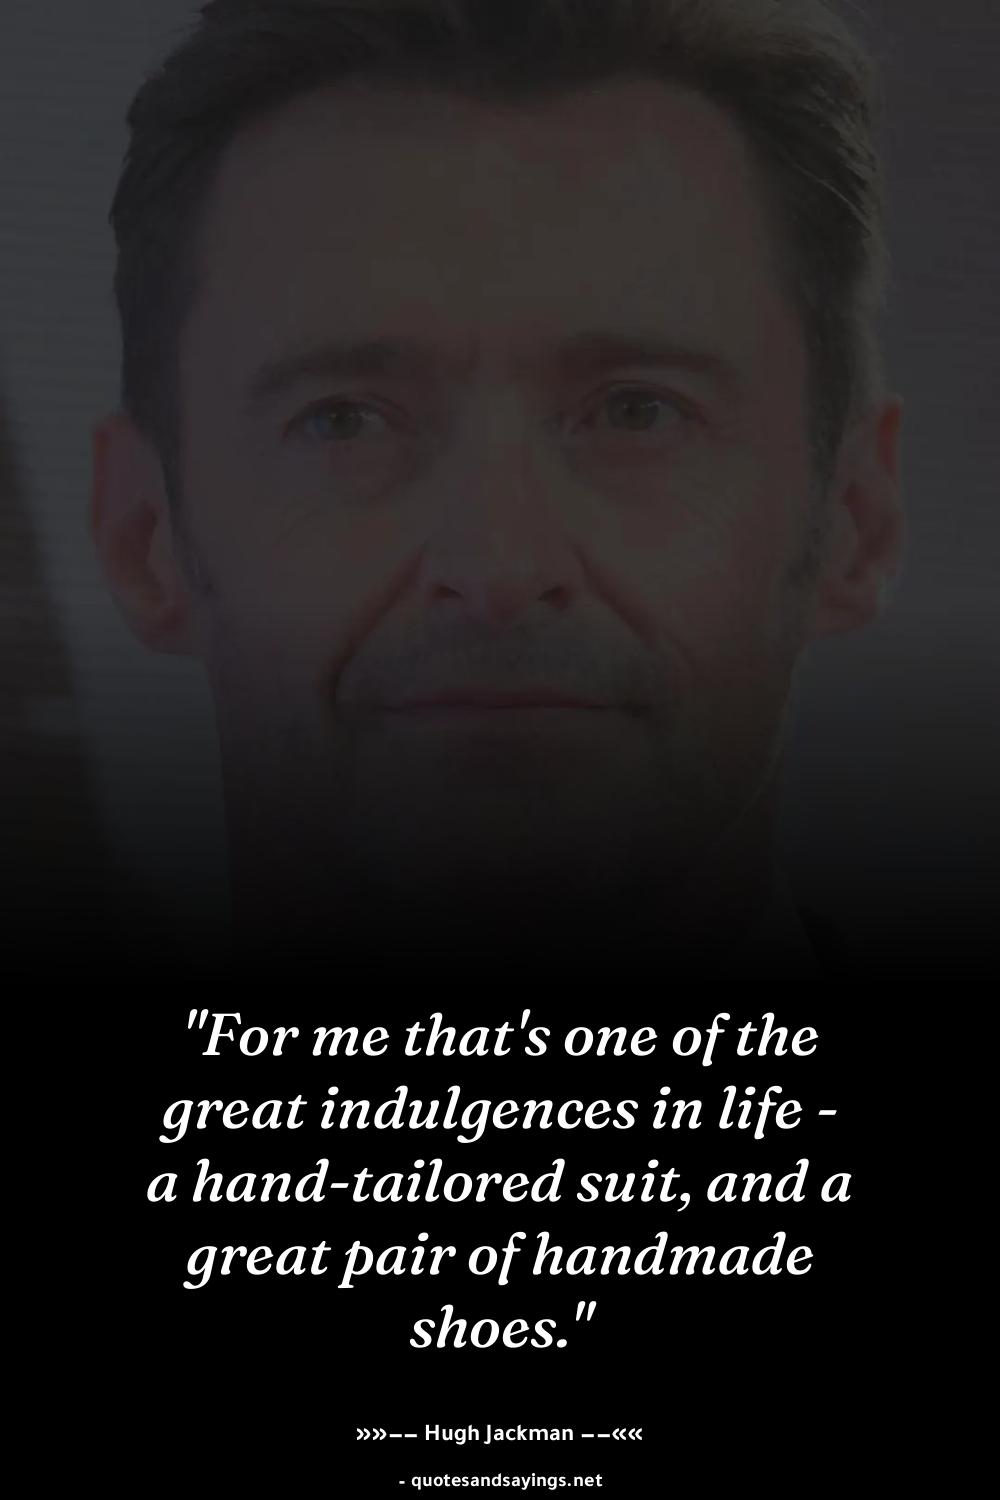 "For me that's one of the
great indulgences in life -
a hand-tailored suit, and a
great pair of handmade
shoes."
»»–– Hugh Jackman ––««
- quotesandsayings.net